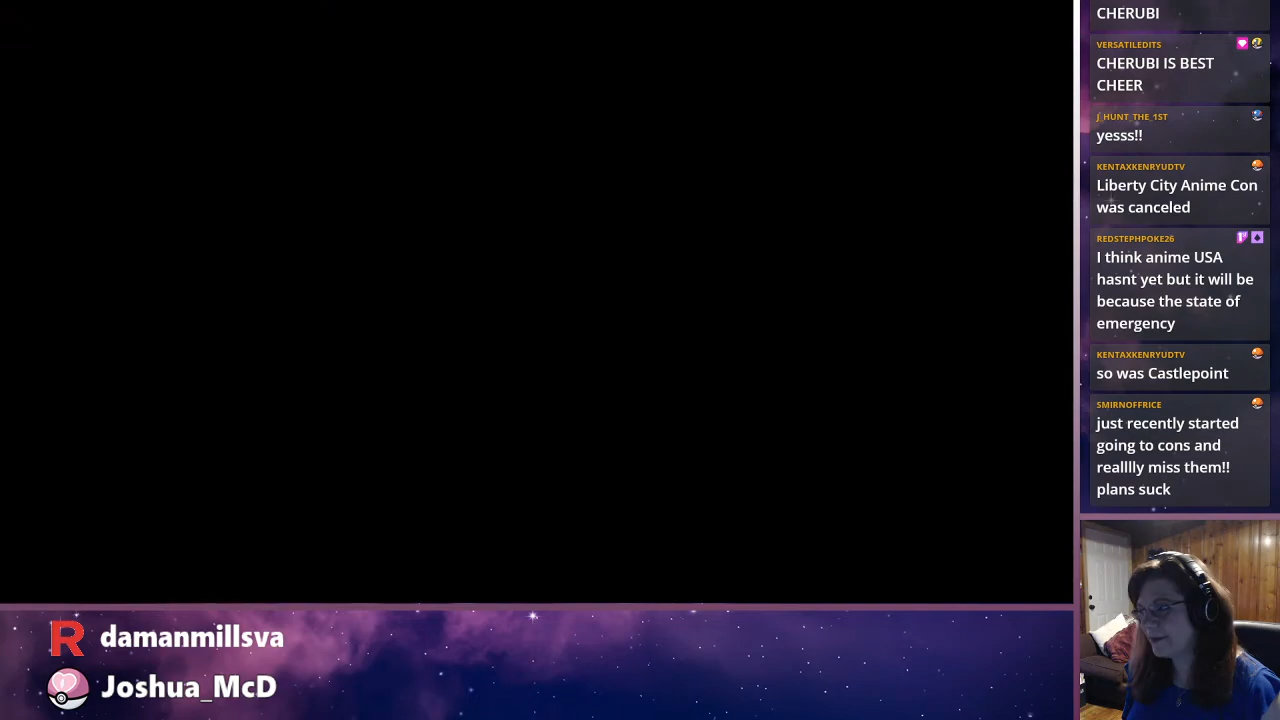 CHERUBI
VERSATILEDITS
CHERUBI IS BEST
CHEER
J_HUNT_THE_1ST
yesss!!
KENTAXKENRYUDTV
Liberty City Anime Con
was canceled
REDSTEPHPOKE26
I think anime USA
hasnt yet but it will be
because the state of
emergency
KENTAXKENRYUDTV
so was Castlepoint
SMIRNOFFRICE
just recently started
going to cons and
realllly miss them!!
plans suck
R damanmillsva
Joshua_McD